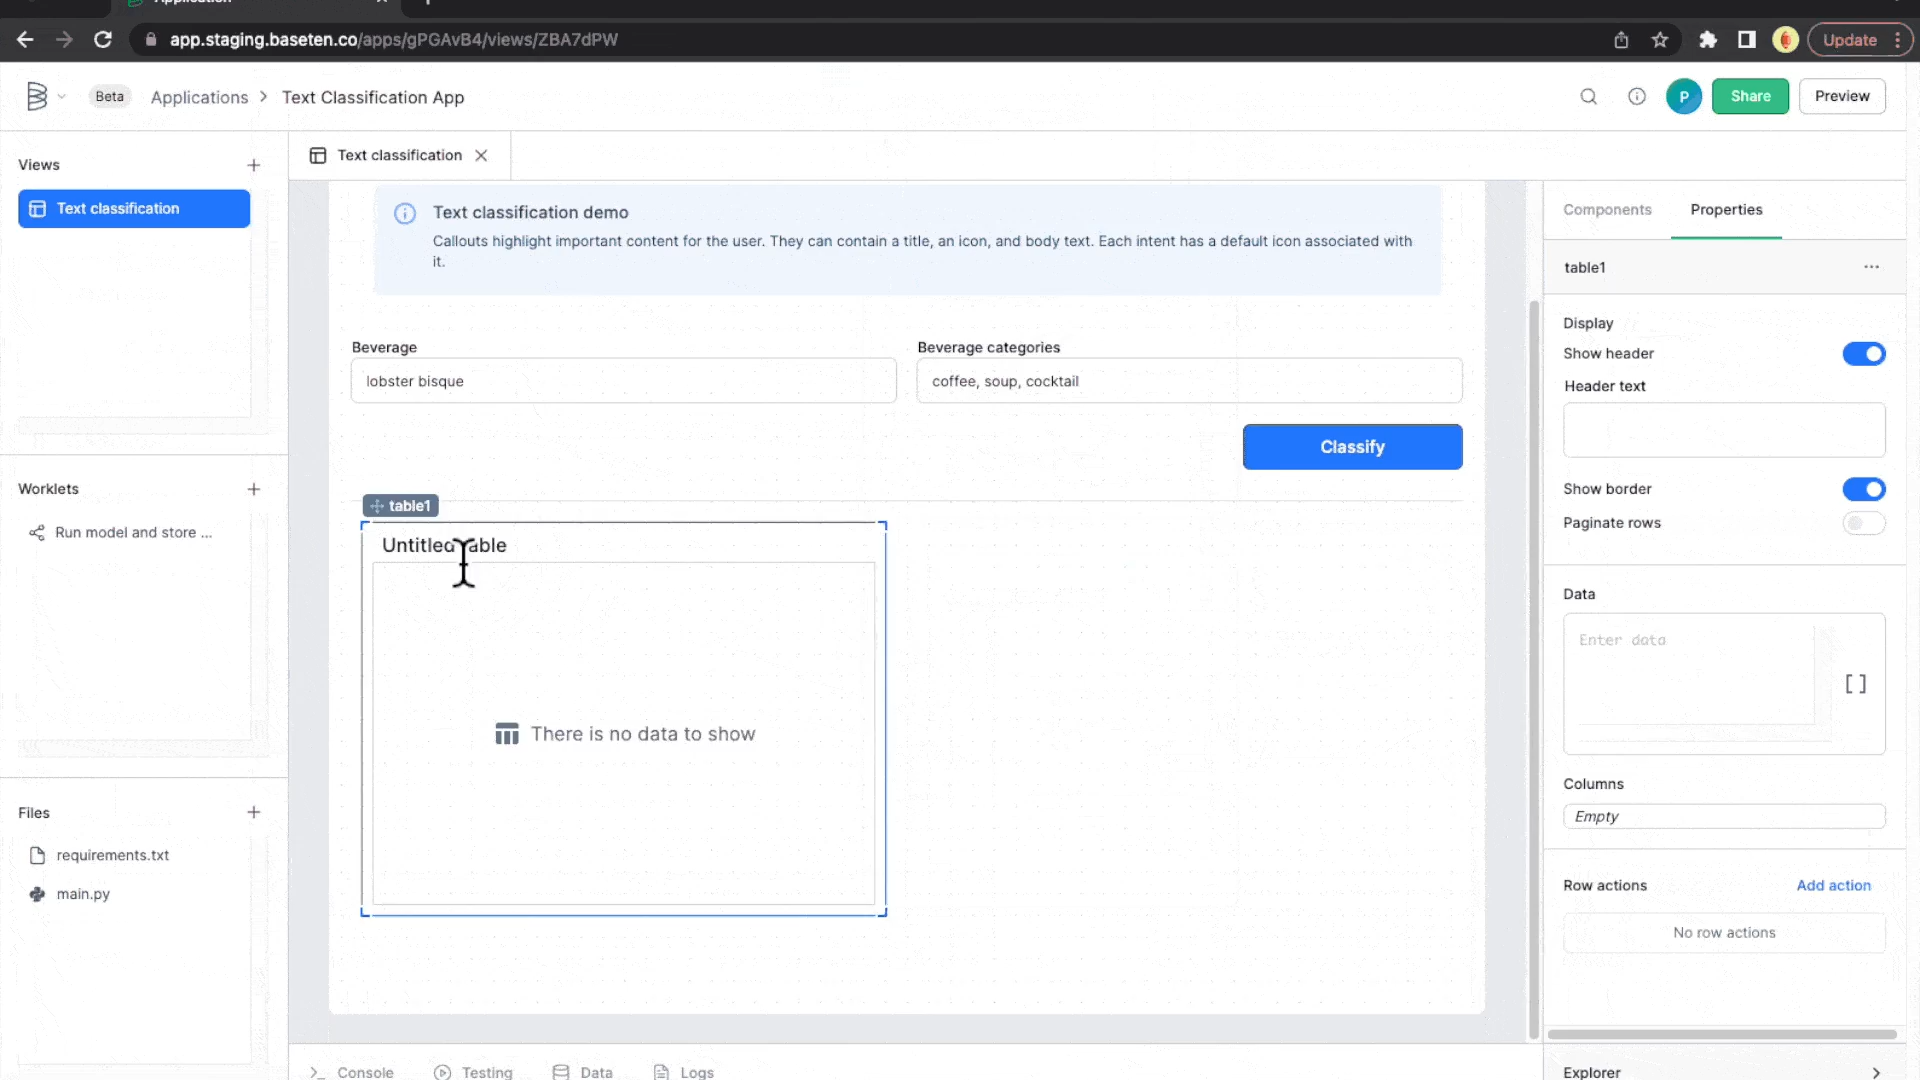 Application
app.staging.baseten.co/apps/gPGAvB4/views/ZBA7dPW
Update
Beta
Applications > Text Classification App
P
Share
Preview
Views
Text classification
Worklets
Run model and store ...
Files
requirements.txt
main.py
Text classification
Text classification demo
Callouts highlight important content for the user. They can contain a title, an icon, and body text. Each intent has a default icon associated with
it.
Beverage
lobster bisque
Beverage categories
coffee, soup, cocktail
Classify
table1
Untitled table
There is no data to show
Console
Testing
Data
Logs
Components
Properties
table1
Display
Show header
Header text
Show border
Paginate rows
Data
Enter data
[ ]
Columns
Empty
Row actions
Add action
No row actions
Explorer